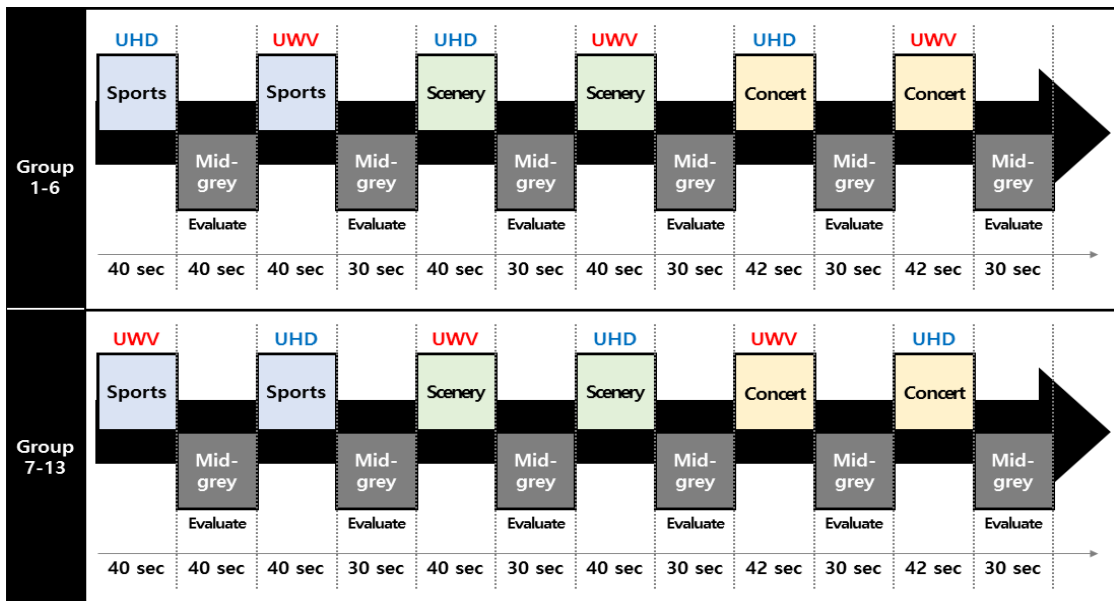 UHD UWV UHD UWV UHD UWV
Sports Sports Scenery Scenery Concert Concert
Group
1-6
Mid-
grey Mid-
grey Mid-
grey Mid-
grey Mid-
grey Mid-
grey
Evaluate Evaluate Evaluate Evaluate Evaluate Evaluate
40 sec 40 sec 40 sec 30 sec 40 sec 30 sec 40 sec 30 sec 42 sec 30 sec 42 sec 30 sec
UWV UHD UWV UHD UWV UHD
Sports Sports Scenery Scenery Concert Concert
Group
7-13
Mid-
grey Mid-
grey Mid-
grey Mid-
grey Mid-
grey Mid-
grey
Evaluate Evaluate Evaluate Evaluate Evaluate Evaluate
40 sec 40 sec 40 sec 30 sec 40 sec 30 sec 40 sec 30 sec 42 sec 30 sec 42 sec 30 sec